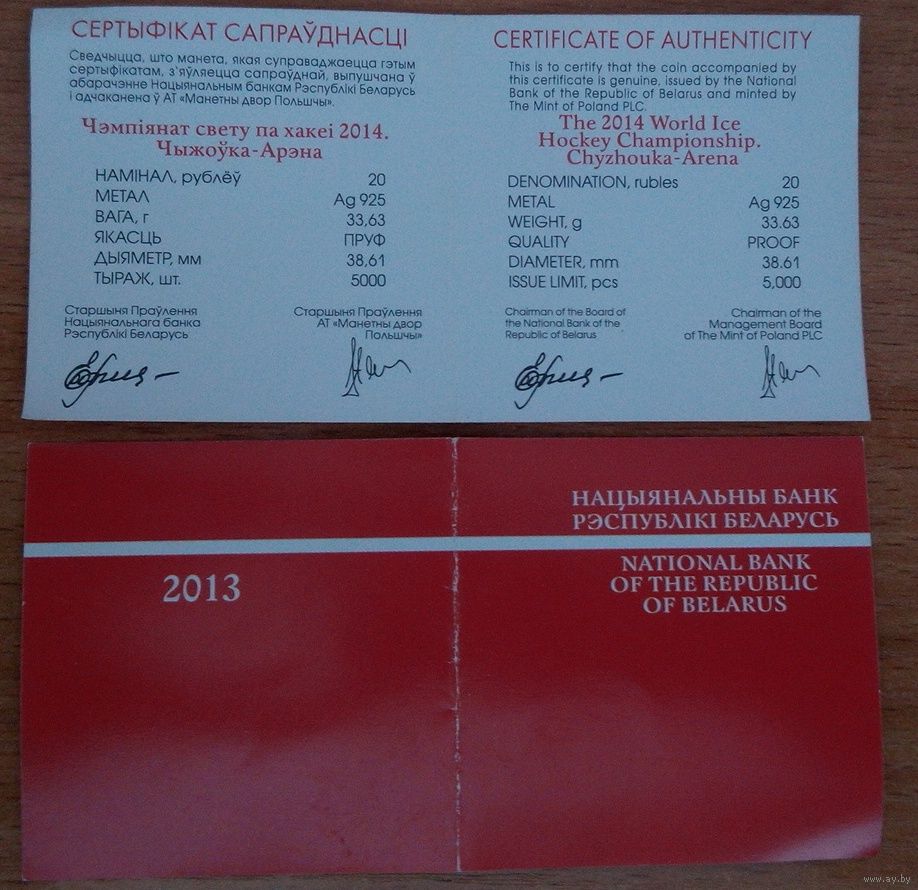 СЕРТЫФІКАТ САПРАЎДНАСЦІ
Сведчыцца, што манета, якая суправаджаецца гэтым
сертыфікатам, з'яўляецца сапраўднай, выпушчана ў
абарачэнне Нацыянальным банкам Рэспублікі Беларусь
і адчаканена ў АТ «Манетны двор Польшчы».
Чэмпіянат свету па хакеі 2014.
Чыжоўка-Арэна
НАМІНАЛ, рублёў 20
МЕТАЛ Ag 925
ВАГА, г 33,63
ЯКАСЦЬ ПРУФ
ДЫЯМЕТР, мм 38,61
ТЫРАЖ, шт. 5000
Старшыня Праўлення
Нацыянальнага банка
Рэспублікі Беларусь
Старшыня Праўлення
АТ «Манетны двор
Польшчы»
CERTIFICATE OF AUTHENTICITY
This is to certify that the coin accompanied by
this certificate is genuine, issued by the National
Bank of the Republic of Belarus and minted by
The Mint of Poland PLC.
The 2014 World Ice
Hockey Championship.
Chyzhouka-Arena
DENOMINATION, rubles 20
METAL Ag 925
WEIGHT, g 33.63
QUALITY PROOF
DIAMETER, mm 38.61
ISSUE LIMIT, pcs 5,000
Chairman of the Board of
the National Bank of the
Republic of Belarus
Chairman of the
Management Board
of The Mint of Poland PLC
2013
НАЦЫЯНАЛЬНЫ БАНК
РЭСПУБЛІКІ БЕЛАРУСЬ
NATIONAL BANK
OF THE REPUBLIC
OF BELARUS
www.ay.by